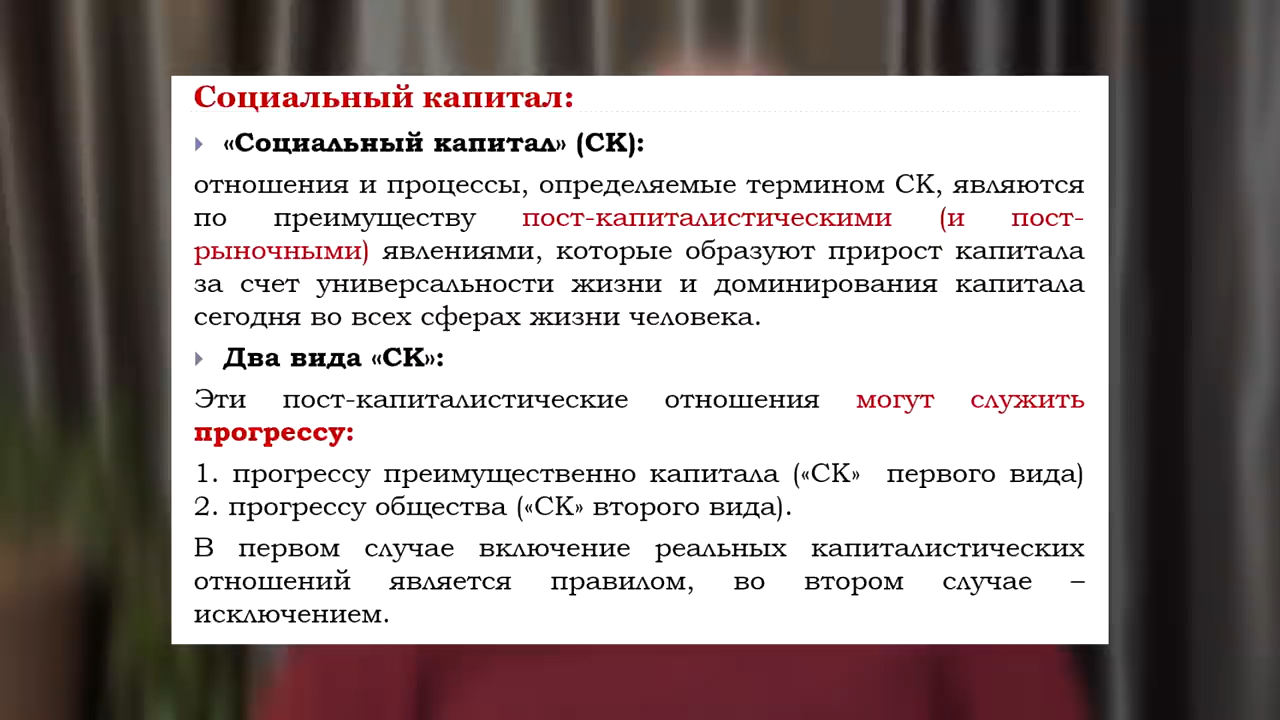 Социальный капитал:
«Социальный капитал» (СК):
отношения и процессы, определяемые термином СК, являются
по преимуществу пост-капиталистическими (и пост-
рыночными) явлениями, которые образуют прирост капитала
за счет универсальности жизни и доминирования капитала
сегодня во всех сферах жизни человека.
Два вида «СК»:
Эти пост-капиталистические отношения могут служить
прогрессу:
1. прогрессу преимущественно капитала («СК» первого вида)
2. прогрессу общества («СК» второго вида).
В первом случае включение реальных капиталистических
отношений является правилом, во втором случае –
исключением.